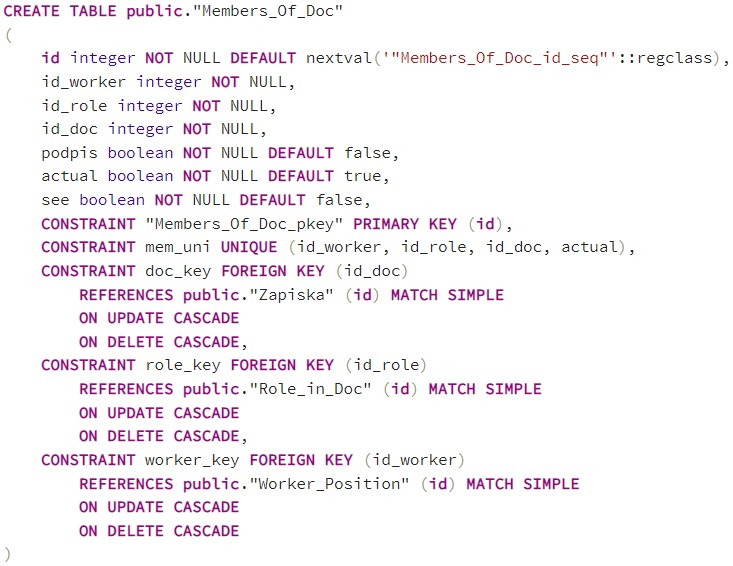 CREATE TABLE public."Members_Of_Doc"
(
    id integer NOT NULL DEFAULT nextval('"Members_Of_Doc_id_seq"'::regclass),
    id_worker integer NOT NULL,
    id_role integer NOT NULL,
    id_doc integer NOT NULL,
    podpis boolean NOT NULL DEFAULT false,
    actual boolean NOT NULL DEFAULT true,
    see boolean NOT NULL DEFAULT false,
    CONSTRAINT "Members_Of_Doc_pkey" PRIMARY KEY (id),
    CONSTRAINT mem_uni UNIQUE (id_worker, id_role, id_doc, actual),
    CONSTRAINT doc_key FOREIGN KEY (id_doc)
        REFERENCES public."Zapiska" (id) MATCH SIMPLE
        ON UPDATE CASCADE
        ON DELETE CASCADE,
    CONSTRAINT role_key FOREIGN KEY (id_role)
        REFERENCES public."Role_in_Doc" (id) MATCH SIMPLE
        ON UPDATE CASCADE
        ON DELETE CASCADE,
    CONSTRAINT worker_key FOREIGN KEY (id_worker)
        REFERENCES public."Worker_Position" (id) MATCH SIMPLE
        ON UPDATE CASCADE
        ON DELETE CASCADE
)